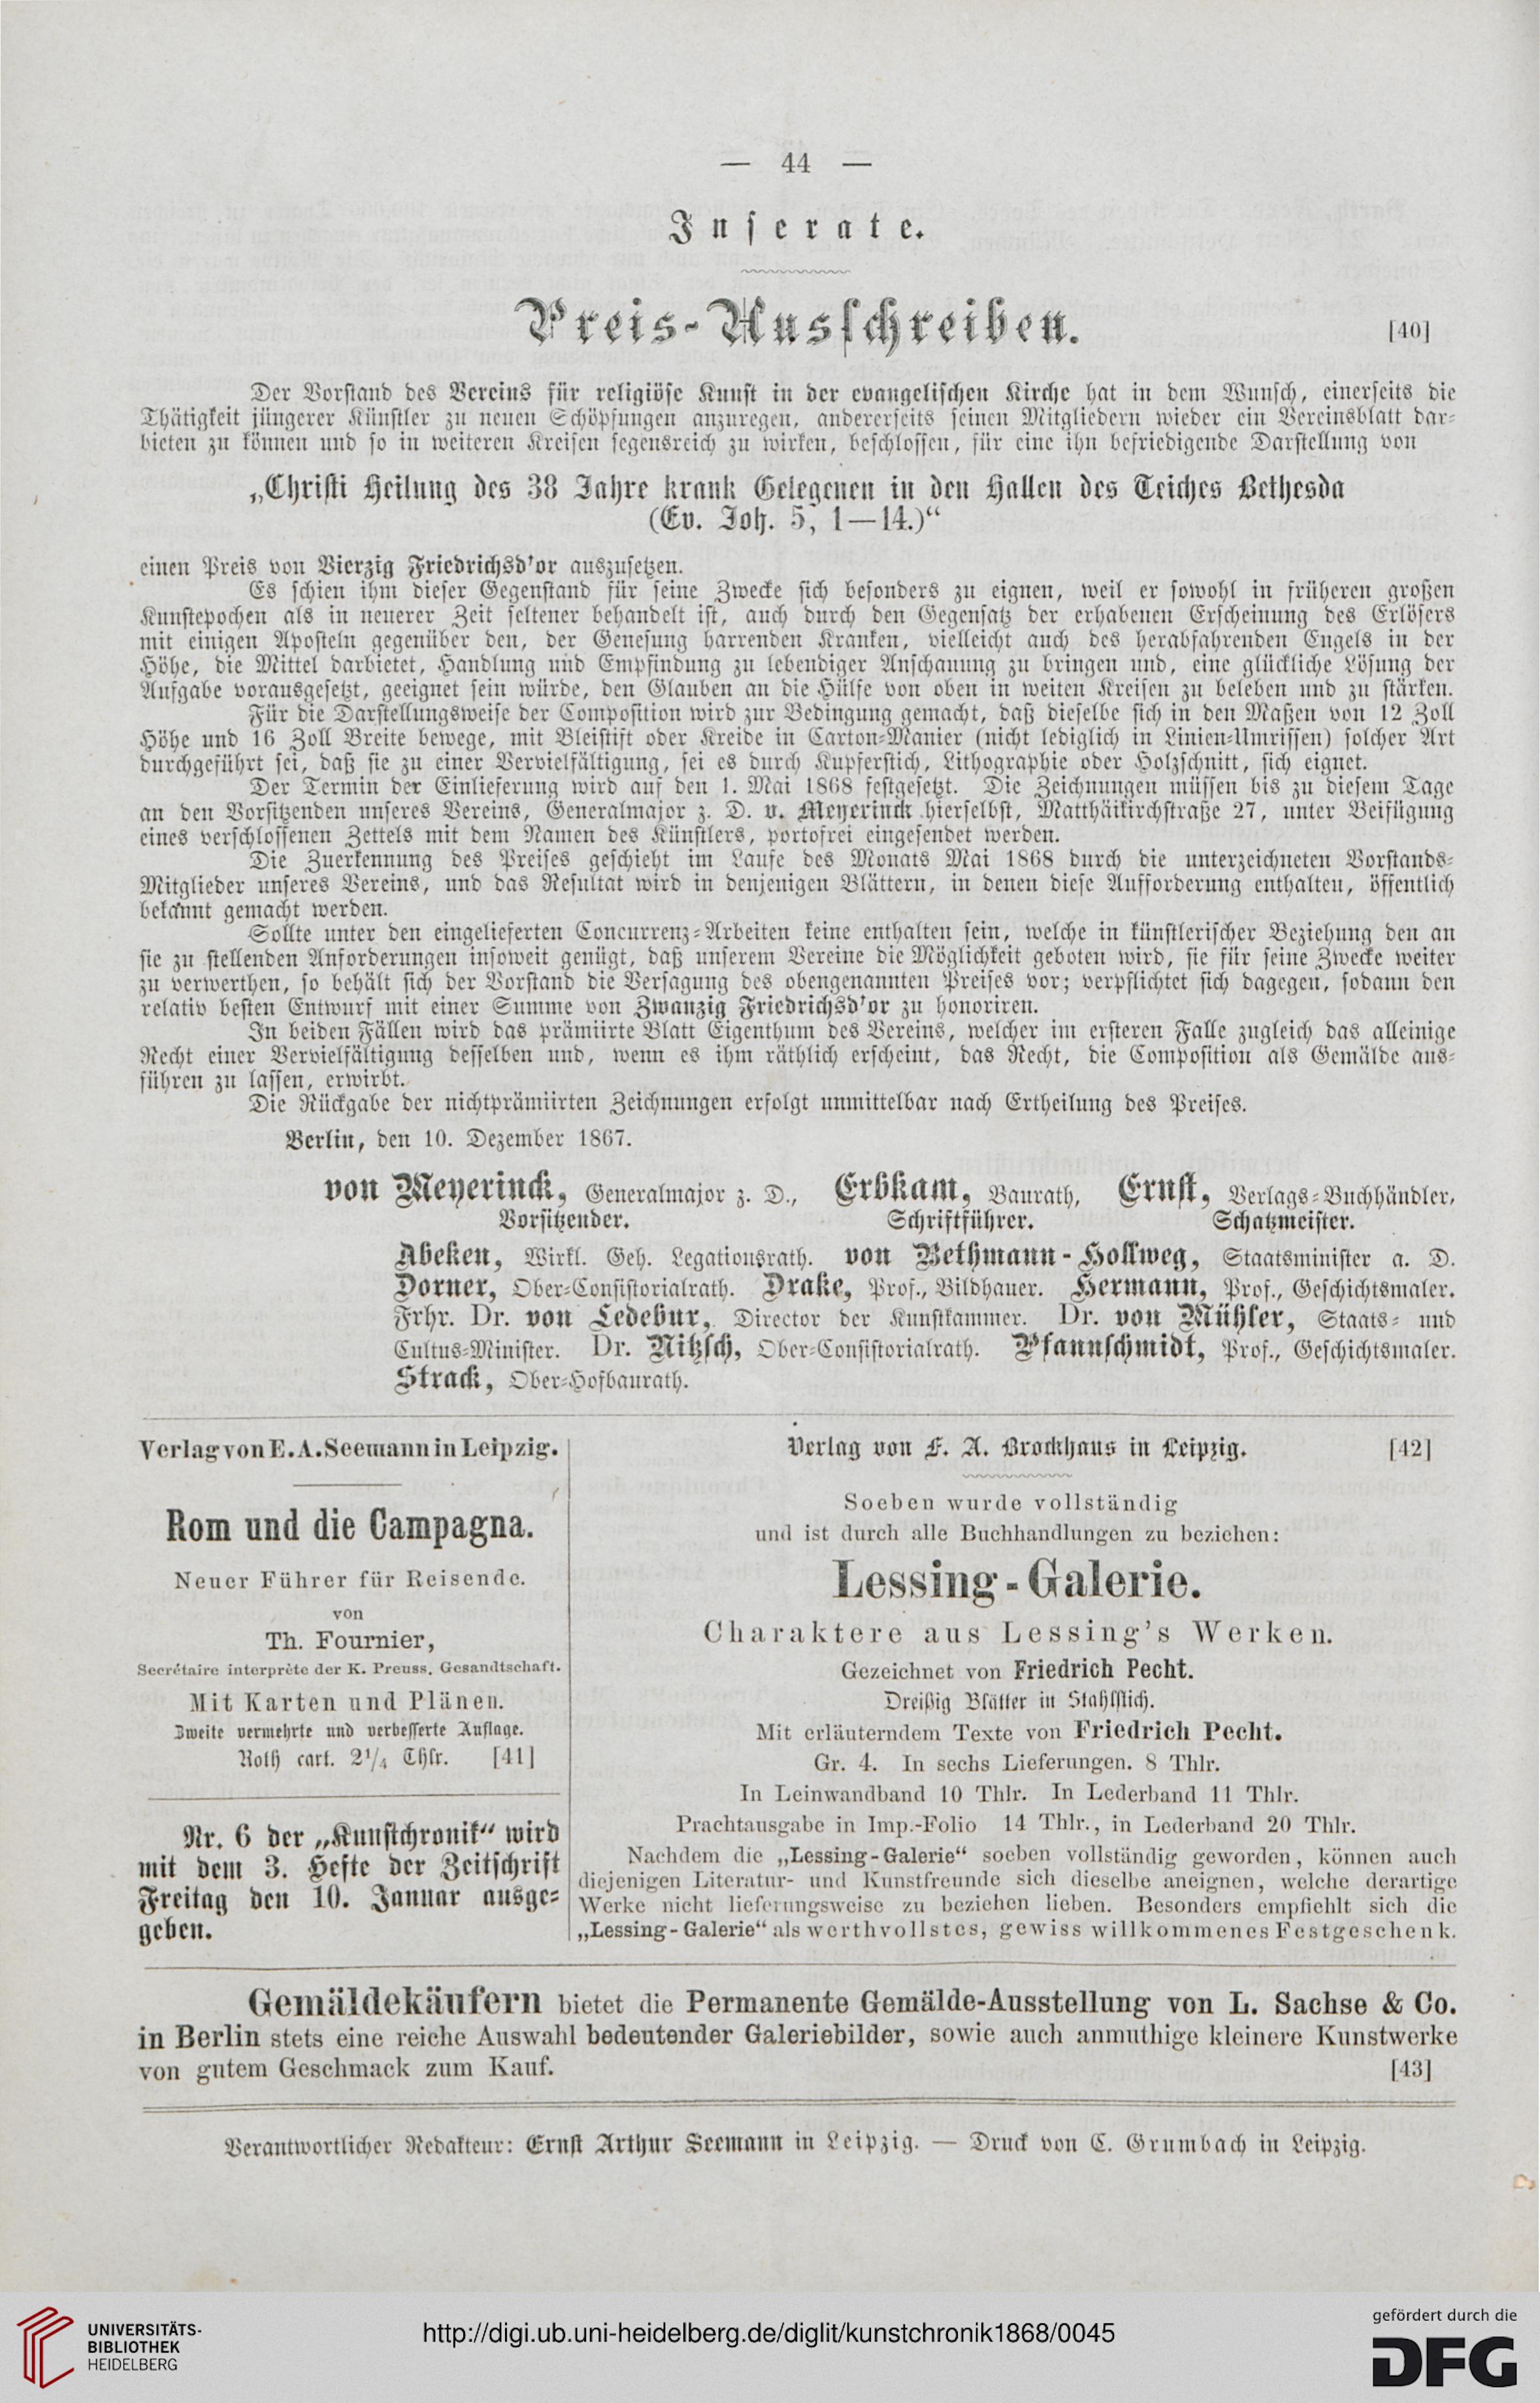 — 44 —
Inserate.
Preis-Ausschreiben. [40]
Der Vorstand des Vereins für religiöse Kunst in der evangelischen Kirche hat in dem Wunsch, einerseits die
Thätigkeit jüngerer Künstler zu neuen Schöpfungen anzuregen, andererseits seinen Mitgliedern wieder ein Vereinsblatt dar-
bieten zu können und so in weiteren Kreisen segensreich zu wirken, beschlossen, für eine ihn befriedigende Darstellung von
„Christi Heilung des 38 Jahre krank Gelegenen in den Hallen des Teiches Bethesda
(Ev. Joh. 5, 1—14.)“
einen Preis von Vierzig Friedrichsd'or auszusetzen.
Es schien ihm dieser Gegenstand für seine Zwecke sich besonders zu eignen, weil er sowohl in früheren großen
Kunstepochen als in neuerer Zeit seltener behandelt ist, auch durch den Gegensatz der erhabenen Erscheinung des Erlösers
mit einigen Aposteln gegenüber den, der Genesung harrenden Kranken, vielleicht auch des herabfahrenden Engels in der
Höhe, die Mittel darbietet, Handlung und Empfindung zu lebendiger Anschauung zu bringen und, eine glückliche Lösung der
Aufgabe vorausgesetzt, geeignet sein würde, den Glauben an die Hülfe von oben in weiten Kreisen zu beleben und zu stärken.
Für die Darstellungsweise der Composition wird zur Bedingung gemacht, daß dieselbe sich in den Maßen von 12 Zoll
Höhe und 16 Zoll Breite bewege, mit Bleistift oder Kreide in Carton-Manier (nicht lediglich in Linien-Umrissen) solcher Art
durchgeführt sei, daß sie zu einer Vervielfältigung, sei es durch Kupferstich, Lithographie oder Holzschnitt, sich eignet.
Der Termin der Einlieferung wird auf den 1. Mai 1868 festgesetzt. Die Zeichnungen müssen bis zu diesem Tage
an den Vorsitzenden unseres Vereins, Generalmajor z. D. v. Meyerinck hierselbst, Matthäikirchstraße 27, unter Beifügung
eines verschlossenen Zettels mit dem Namen des Künstlers, portofrei eingesendet werden.
Die Zuerkennung des Preises geschieht im Laufe des Monats Mai 1868 durch die unterzeichneten Vorstands-
Mitglieder unseres Vereins, und das Resultat wird in denjenigen Blättern, in denen diese Aufforderung enthalten, öffentlich
bekannt gemacht werden.
Sollte unter den eingelieferten Concurrenz-Arbeiten keine enthalten sein, welche in künstlerischer Beziehung den an
sie zu stellenden Anforderungen insoweit genügt, daß unserem Vereine die Möglichkeit geboten wird, sie für seine Zwecke weiter
zu verwerthen, so behält sich der Vorstand die Versagung des obengenannten Preises vor; verpflichtet sich dagegen, sodann den
relativ besten Entwurf mit einer Summe von Zwanzig Friedrichsd'or zu honoriren.
In beiden Fällen wird das prämiirte Blatt Eigenthum des Vereins, welcher im ersteren Falle zugleich das alleinige
Recht einer Vervielfältigung desselben und, wenn es ihm räthlich erscheint, das Recht, die Composition als Gemälde aus-
führen zu lassen, erwirbt.
Die Rückgabe der nichtprämiirten Zeichnungen erfolgt unmittelbar nach Ertheilung des Preises.
Berlin, den 10. Dezember 1867.
von Meyerinck, Generalmajor z. D., Erbkam, Baurath, Ernst, Verlags-Buchhändler,
Vorsitzender. Schriftführer. Schatzmeister.
Abeken, Wirkl. Geh. Legationsrath. von Bethmann-Hollweg, Staatsminister a. D.
Dorner, Ober-Consistorialrath. Drake, Prof., Bildhauer. Hermann, Prof., Geschichtsmaler.
Frhr. Dr. von Ledebur, Director der Kunstkammer. Dr. von Mühler, Staats- und
Cultus-Minister. Dr. Nitzsch, Ober-Consistorialrath. Pfannschmidt, Prof., Geschichtsmaler.
Strack, Ober-Hofbaurath.
Verlag von E. A. Seemann in Leipzig.
Rom und die Campagna.
Neuer Führer für Reisende.
von
Th. Fournier,
Secrétaire interprète der K. Preuss. Gesandtschaft.
Mit Karten und Plänen.
Zweite vermehrte und verbesserte Auflage.
Roth cart. 2¹/₄ Thlr. [41]
Nr. 6 der „Kunstchronik“ wird
mit dem 3. Hefte der Zeitschrift
Freitag den 10. Januar ausge-
geben.
Verlag von F. A. Brockhaus in Leipzig. [42]
Soeben wurde vollständig
und ist durch alle Buchhandlungen zu beziehen:
Lessing-Galerie.
Charaktere aus Lessing's Werken.
Gezeichnet von Friedrich Pecht.
Dreißig Blätter in Stahlstich.
Mit erläuterndem Texte von Friedrich Pecht.
Gr. 4. In sechs Lieferungen. 8 Thlr.
In Leinwandband 10 Thlr. In Lederband 11 Thlr.
Prachtausgabe in Imp.-Folio 14 Thlr., in Lederband 20 Thlr.
Nachdem die „Lessing-Galerie“ soeben vollständig geworden, können auch
diejenigen Literatur- und Kunstfreunde sich dieselbe aneignen, welche derartige
Werke nicht lieferungsweise zu beziehen lieben. Besonders empfiehlt sich die
„Lessing-Galerie“ als werthvollstes, gewiss willkommenes Festgeschenk.
Gemäldekäufern bietet die Permanente Gemälde-Ausstellung von L. Sachse & Co.
in Berlin stets eine reiche Auswahl bedeutender Galeriebilder, sowie auch anmuthige kleinere Kunstwerke
von gutem Geschmack zum Kauf. [43]
Verantwortlicher Redakteur: Ernst Arthur Seemann in Leipzig. — Druck von C. Grumbach in Leipzig.
UNIVERSITÄTS-
BIBLIOTHEK
HEIDELBERG
http://digi.ub.uni-heidelberg.de/diglit/kunstchronik1868/0045
gefördert durch die
DFG